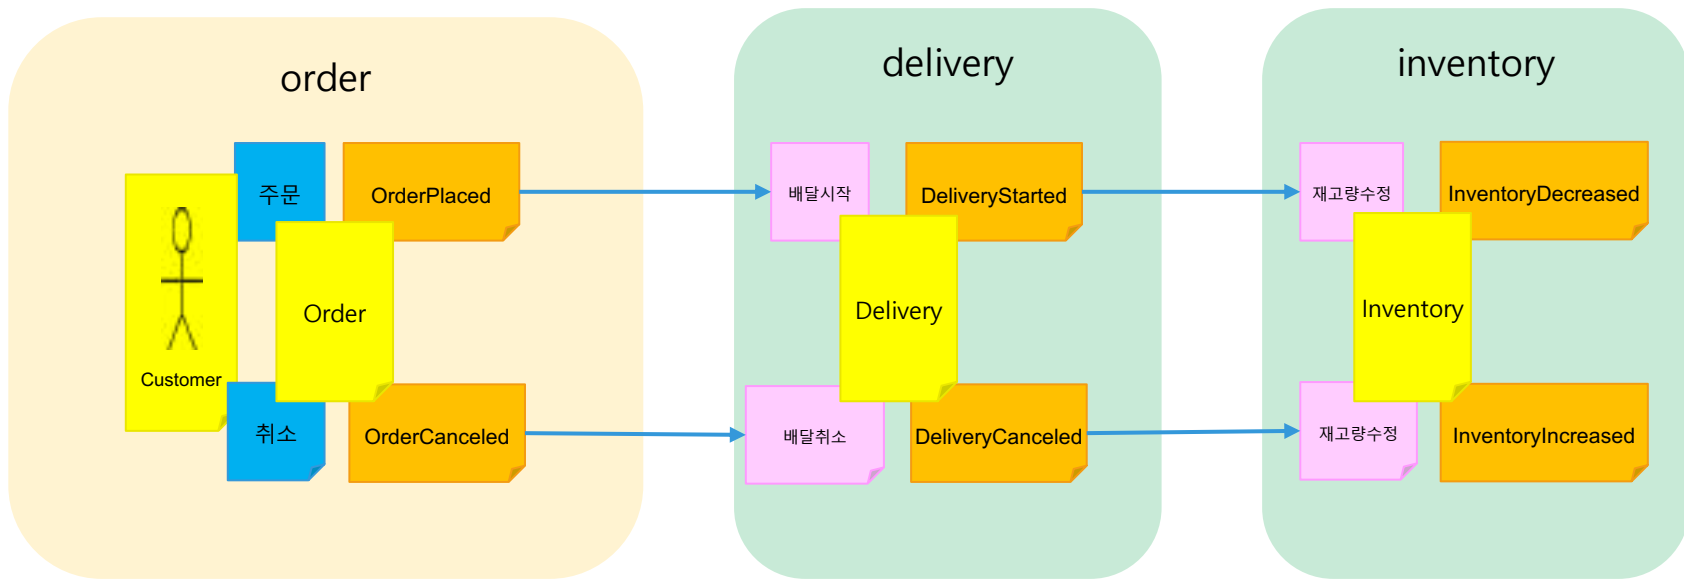 order
주문
OrderPlaced
Order
Customer
취소
OrderCanceled
delivery
배달시작
DeliveryStarted
Delivery
배달취소
DeliveryCanceled
inventory
재고량수정
InventoryDecreased
Inventory
재고량수정
InventoryIncreased